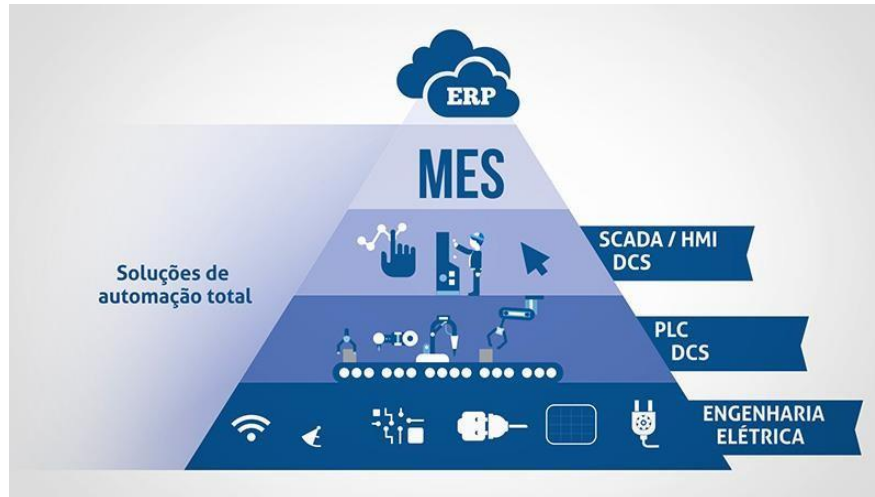 ERP
MES
SCADA / HMI
DCS
Soluções de
automação total
PLC
DCS
ENGENHARIA
ELÉTRICA